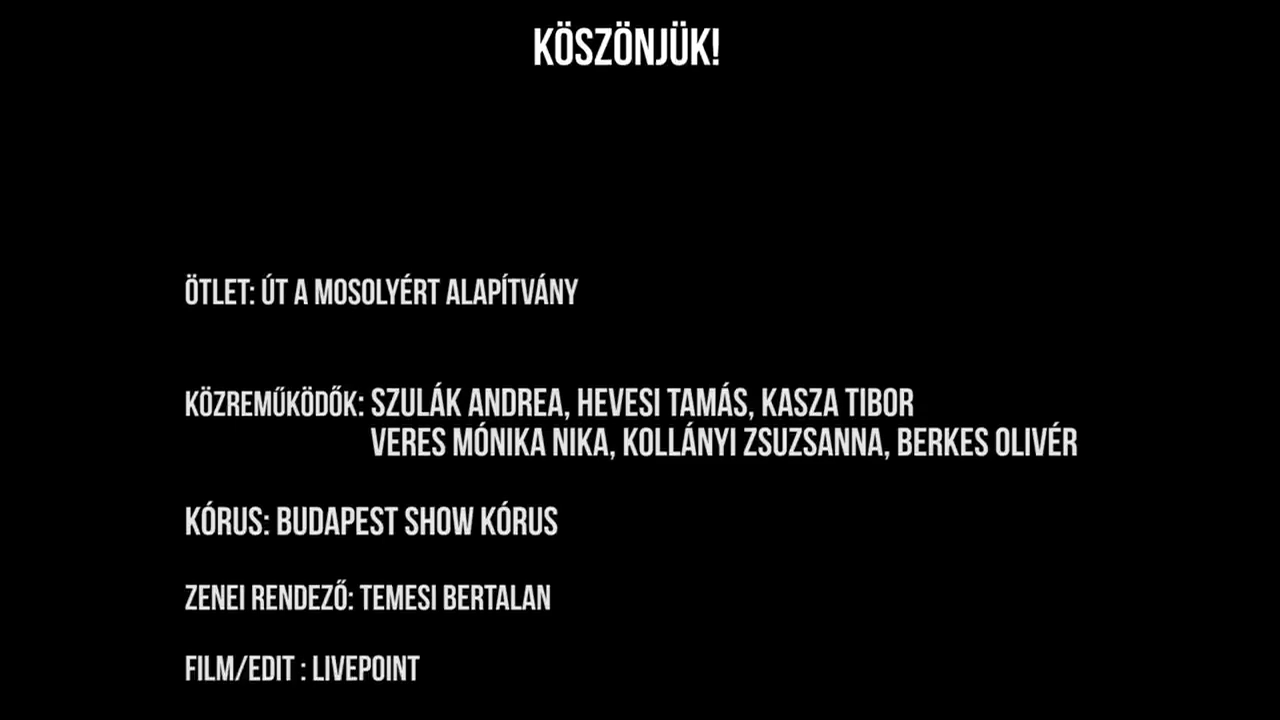 KÖSZÖNJÜK!
ÖTLET: ÚT A MOSOLYÉRT ALAPÍTVÁNY
KÖZREMŰKÖDŐK: SZULÁK ANDREA, HEVESI TAMÁS, KASZA TIBOR
VERES MÓNIKA NIKA, KOLLÁNYI ZSUZSANNA, BERKES OLIVÉR
KÓRUS: BUDAPEST SHOW KÓRUS
ZENEI RENDEZŐ: TEMESI BERTALAN
FILM/EDIT : LIVEPOINT